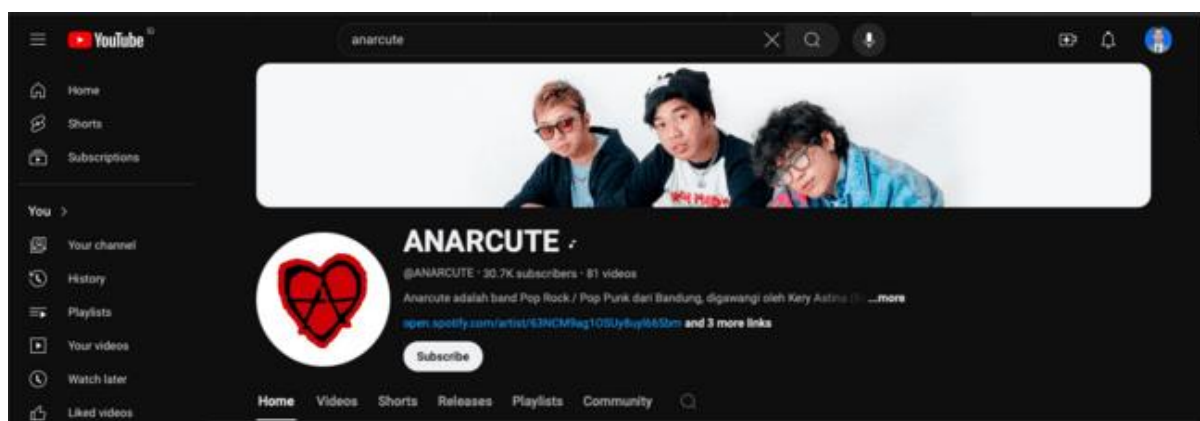 YouTube ID
anarcute
Home
Shorts
Subscriptions
You
Your channel
History
Playlists
Your videos
Watch later
Liked videos
ANARCUTE
@ANARCUTE · 30.7K subscribers · 81 videos
Anarcute adalah band Pop Rock / Pop Punk dari Bandung, digawangi oleh Kery Astina ...more
and 3 more links
Subscribe
Home Videos Shorts Releases Playlists Community